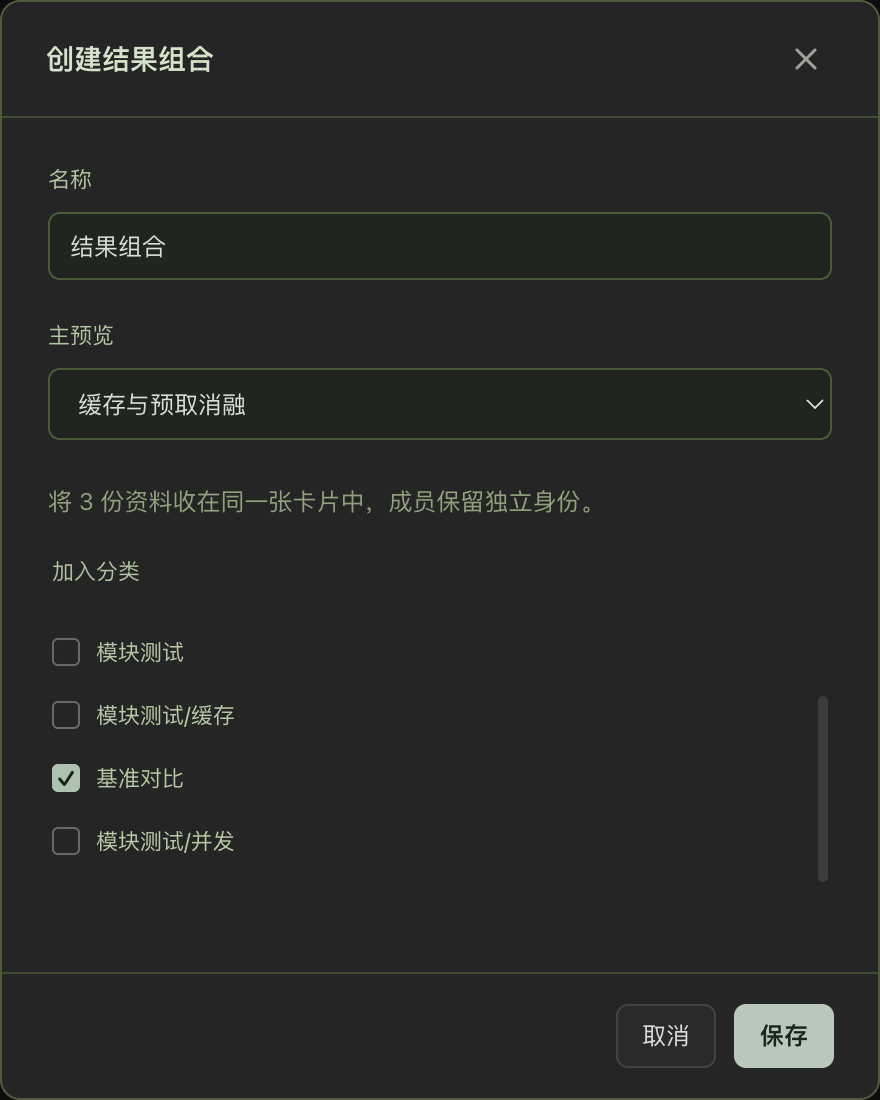 创建结果组合
名称
结果组合
主预览
缓存与预取消融
将 3 份资料收在同一张卡片中，成员保留独立身份。
加入分类
模块测试
模块测试/缓存
基准对比
模块测试/并发
取消
保存